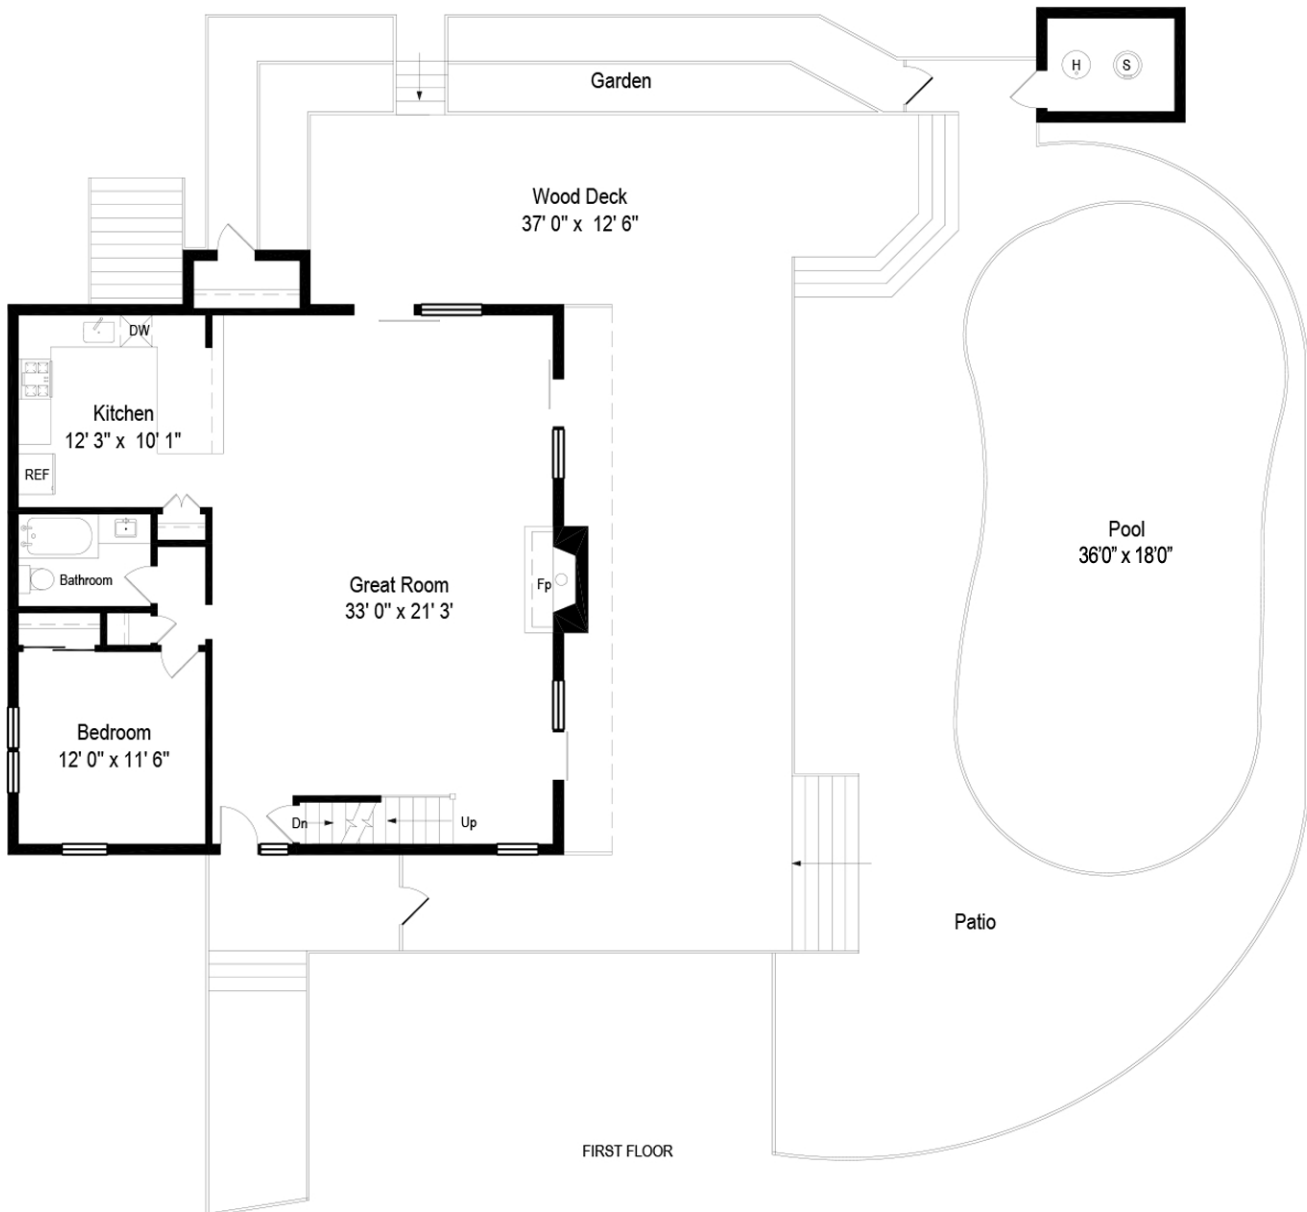 H
S
Garden
Wood Deck
37' 0" x 12' 6"
DW
Kitchen
12' 3" x 10' 1"
REF
Pool
36'0" x 18'0"
Bathroom
Great Room
33' 0" x 21' 3'
Fp
Bedroom
12' 0" x 11' 6"
Dn
Up
Patio
FIRST FLOOR